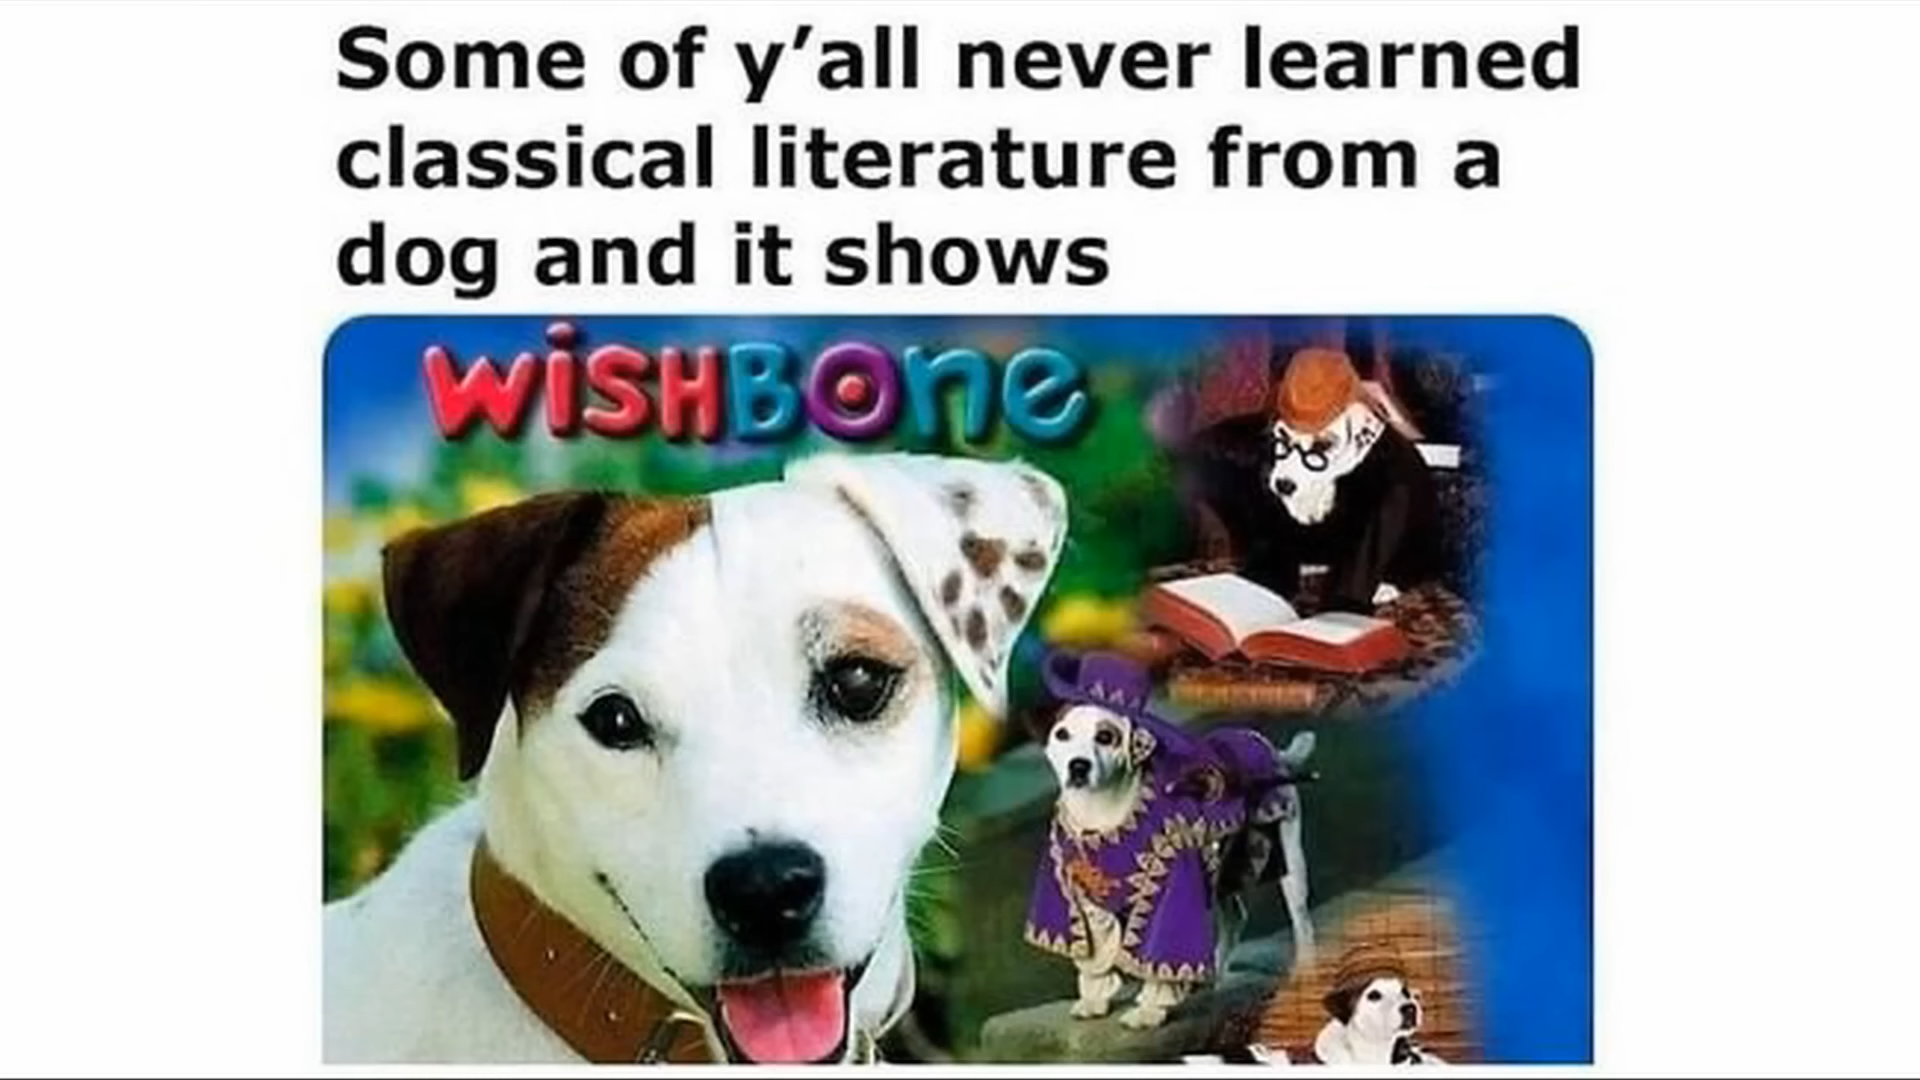 Some of y’all never learned
classical literature from a
dog and it shows
WiSHBOne